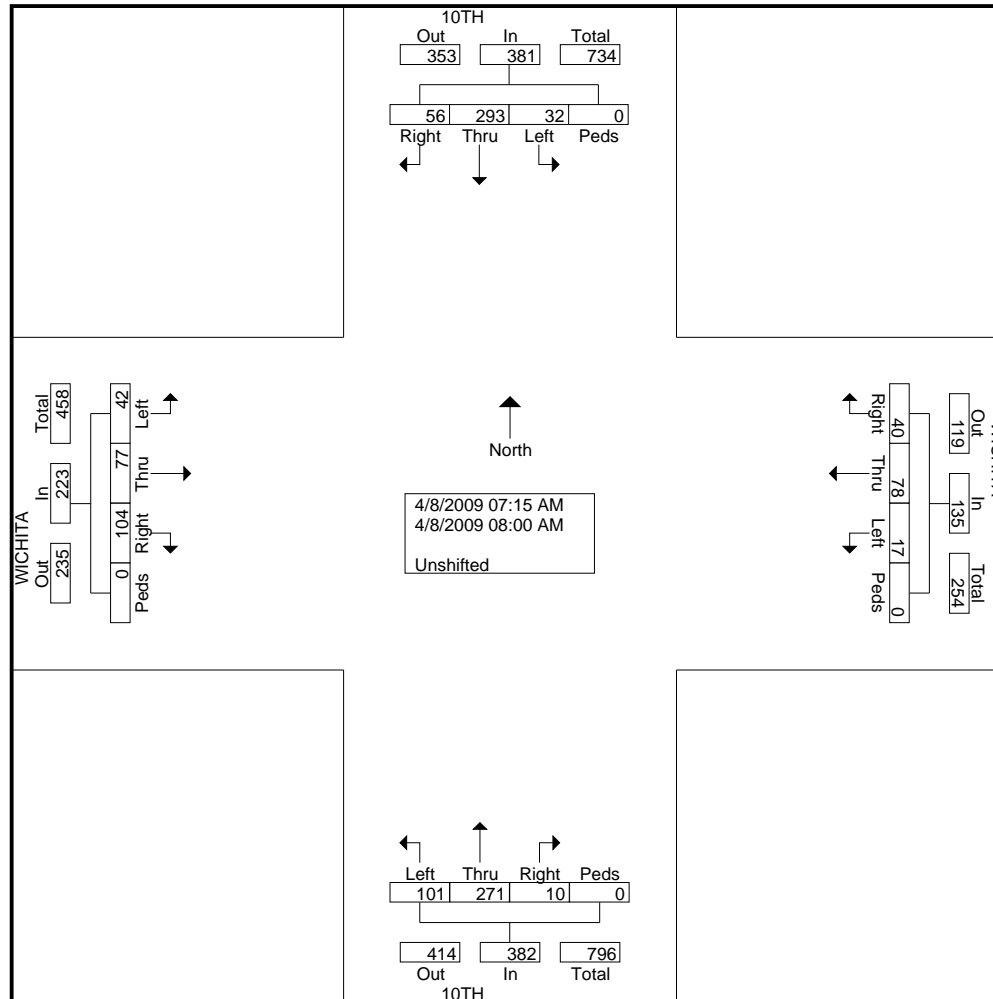 10TH
Out In Total
353 381 734
56 293 32 0
Right Thru Left Peds
Total 458
In 223
Out 235
WICHITA
42 77 104 0
Left Thru Right Peds
North
4/8/2009 07:15 AM
4/8/2009 08:00 AM
Unshifted
Right Thru Left Peds
40 78 17 0
Out 119
In 135
Total 254
Left Thru Right Peds
101 271 10 0
414 382 796
Out In Total
10TH